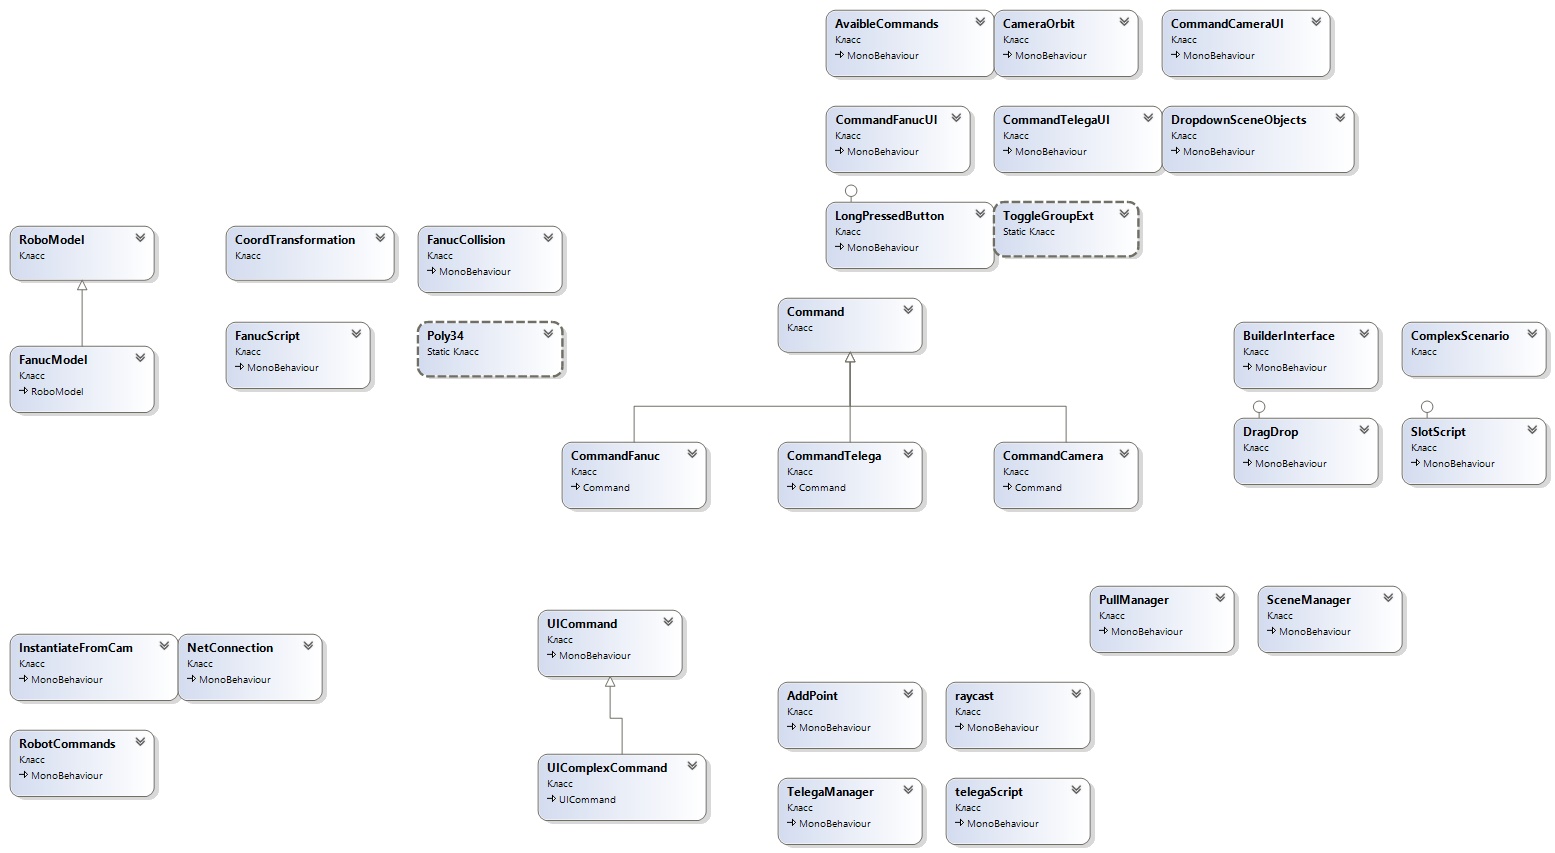 AvaibleCommands
Класс
MonoBehaviour
CameraOrbit
Класс
MonoBehaviour
CommandCameraUI
Класс
MonoBehaviour
CommandFanucUI
Класс
MonoBehaviour
CommandTelegaUI
Класс
MonoBehaviour
DropdownSceneObjects
Класс
MonoBehaviour
LongPressedButton
Класс
MonoBehaviour
ToggleGroupExt
Static Класс
RoboModel
Класс
CoordTransformation
Класс
FanucCollision
Класс
MonoBehaviour
FanucModel
Класс
RoboModel
FanucScript
Класс
MonoBehaviour
Poly34
Static Класс
Command
Класс
CommandFanuc
Класс
Command
CommandTelega
Класс
Command
CommandCamera
Класс
Command
BuilderInterface
Класс
MonoBehaviour
ComplexScenario
Класс
DragDrop
Класс
MonoBehaviour
SlotScript
Класс
MonoBehaviour
InstantiateFromCam
Класс
MonoBehaviour
NetConnection
Класс
MonoBehaviour
RobotCommands
Класс
MonoBehaviour
UICommand
Класс
MonoBehaviour
UIComplexCommand
Класс
UICommand
PullManager
Класс
MonoBehaviour
SceneManager
Класс
MonoBehaviour
AddPoint
Класс
MonoBehaviour
raycast
Класс
MonoBehaviour
TelegaManager
Класс
MonoBehaviour
telegaScript
Класс
MonoBehaviour